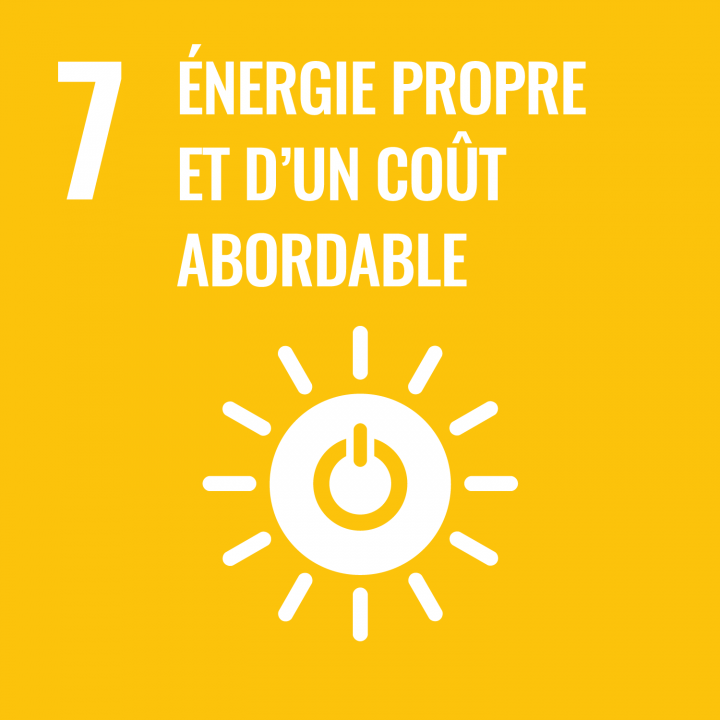 7
ÉNERGIE PROPRE
ET D’UN COÛT
ABORDABLE